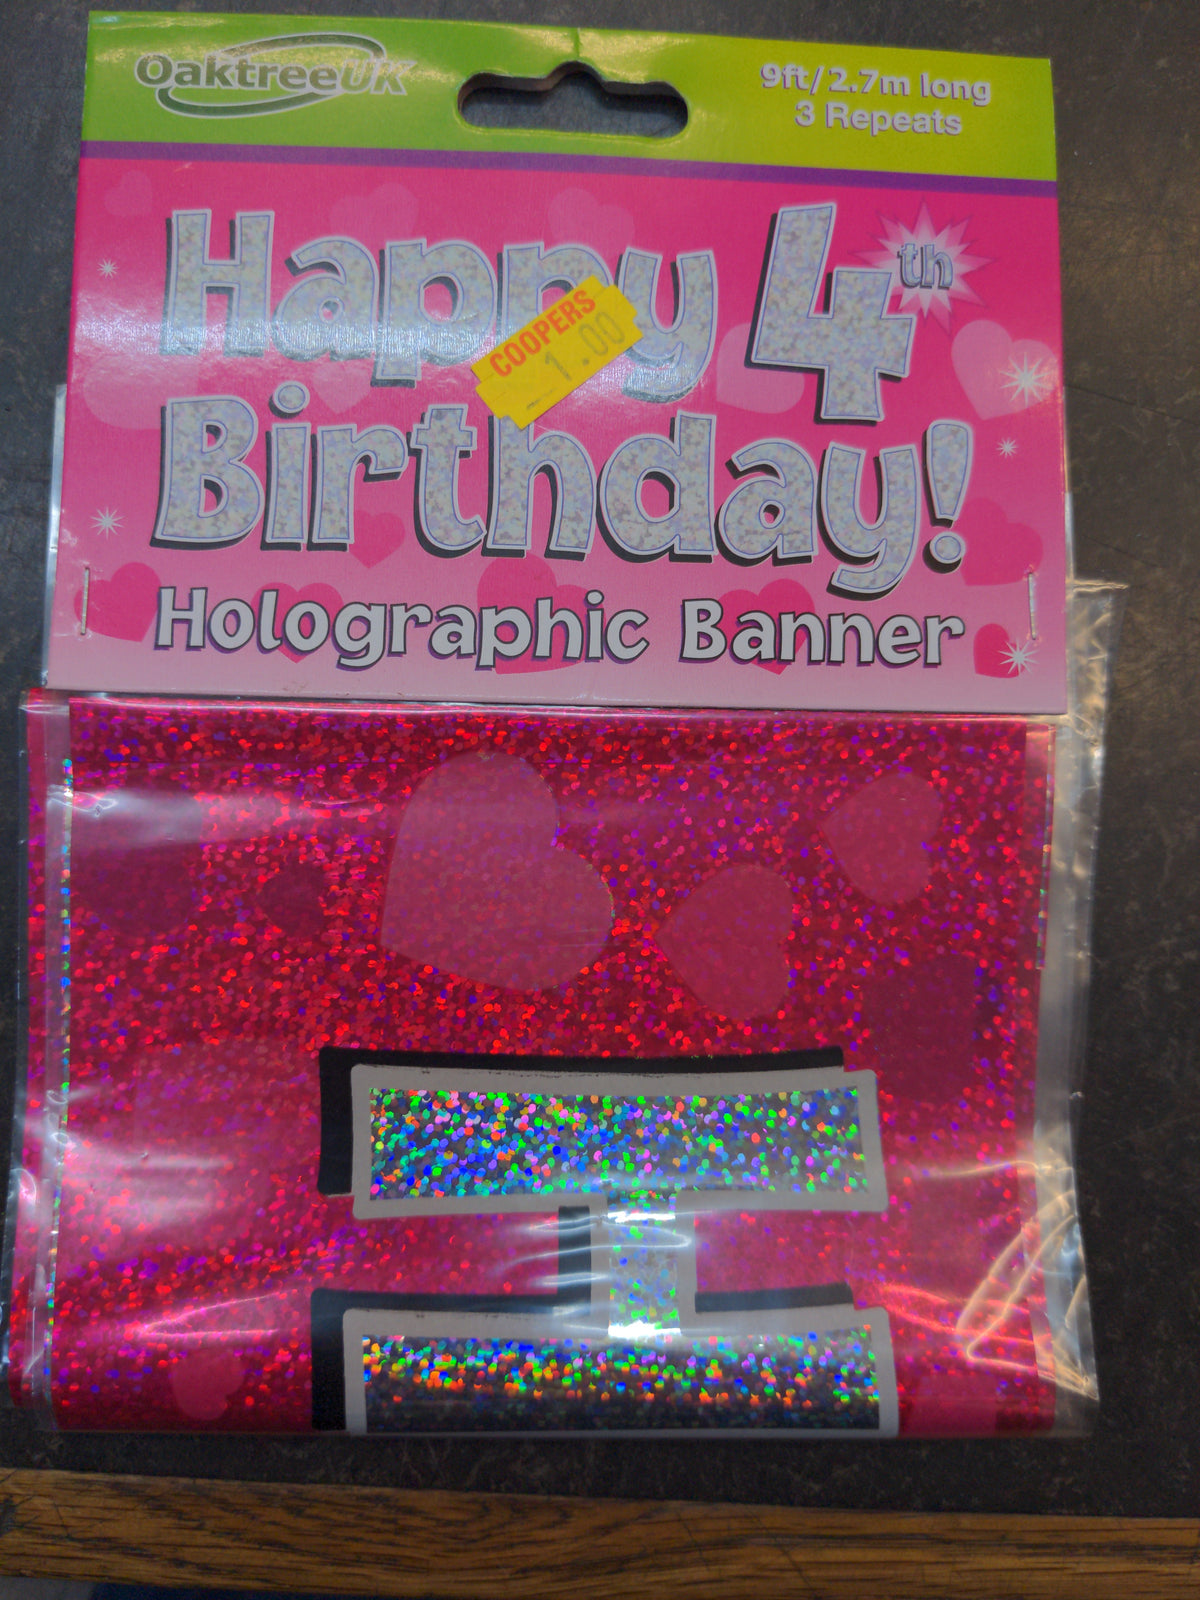 OaktreeUK
9ft/2.7m long
3 Repeats
Happy 4th
COOPERS
1.00
Birthday!
Holographic Banner
H